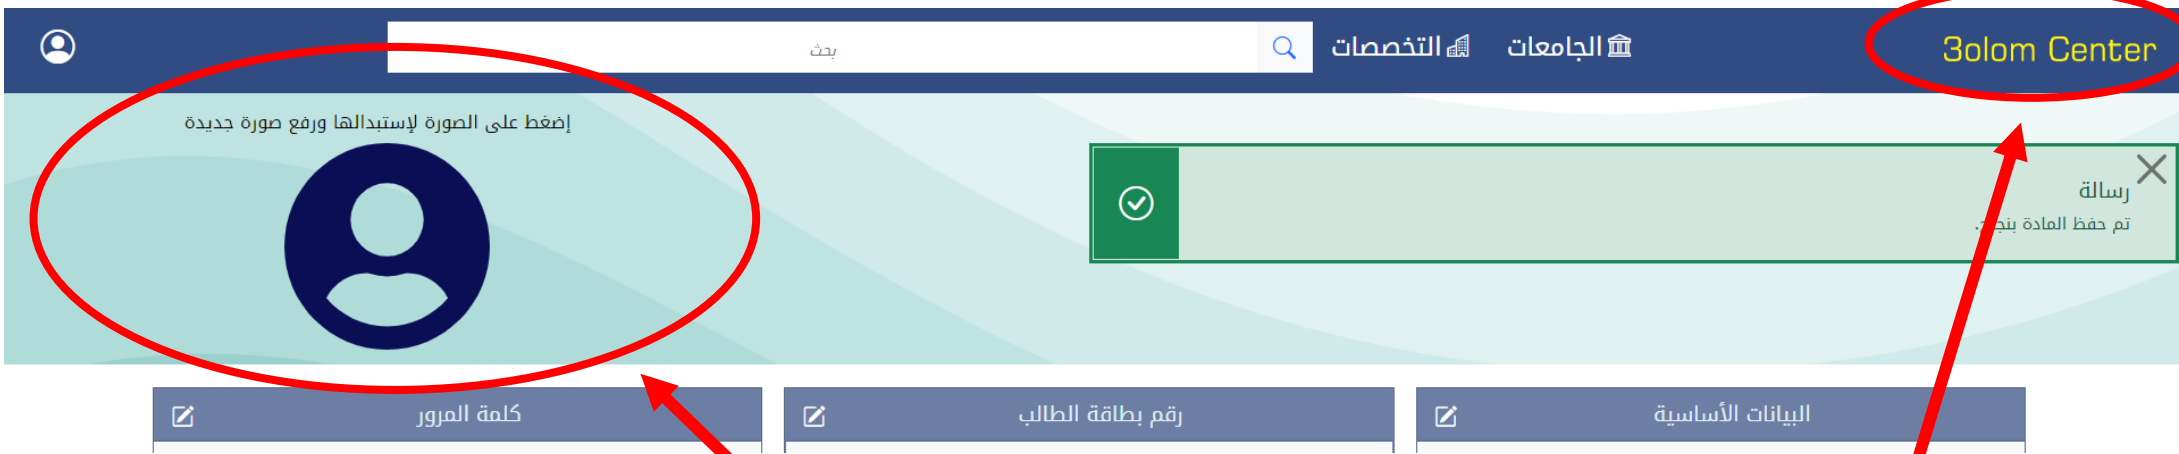 3olom Center
الجامعات
التخصصات
بحث
إضغط على الصورة لإستبدالها ورفع صورة جديدة
رسالة
تم حفظ المادة بنجاح.
البيانات الأساسية
رقم بطاقة الطالب
كلمة المرور